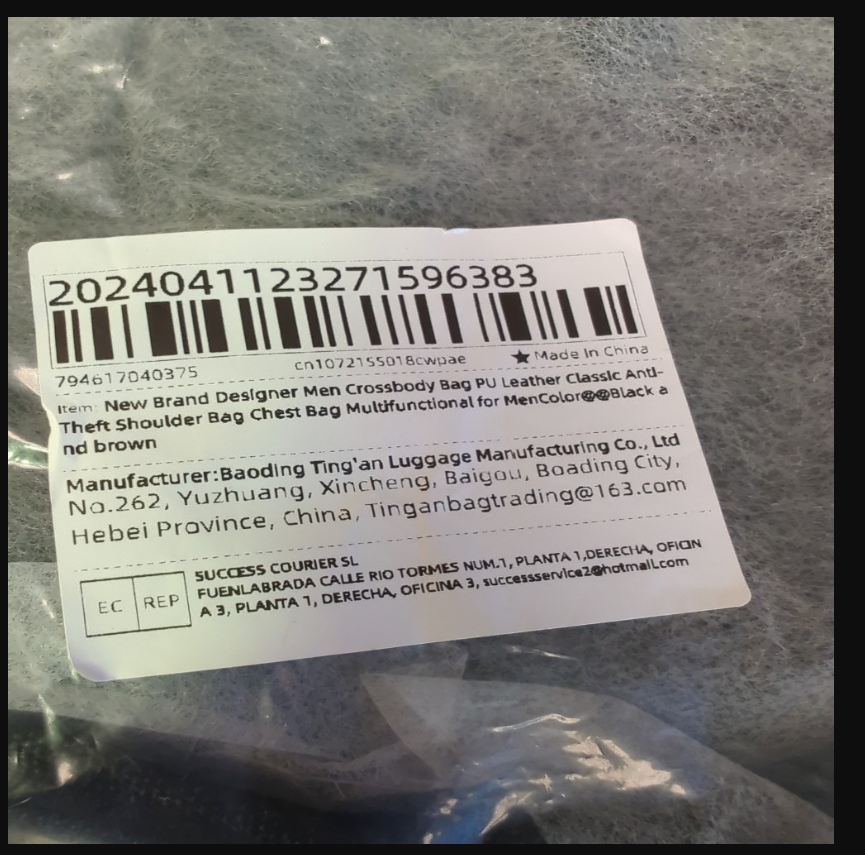 2024041123271596383
794617040375 cn1072155018cwpae ★ Made In China
Item: New Brand Designer Men Crossbody Bag PU Leather Classic Anti-
Theft Shoulder Bag Chest Bag Multifunctional for MenColor@@Black a
nd brown
Manufacturer:Baoding Ting'an Luggage Manufacturing Co., Ltd
No.262, Yuzhuang, Xincheng, Baigou, Boading City,
Hebei Province, China, Tinganbagtrading@163.com
EC REP
SUCCESS COURIER SL
FUENLABRADA CALLE RIO TORMES NUM.1, PLANTA 1,DERECHA, OFICIN
A 3, PLANTA 1, DERECHA, OFICINA 3, successservice2@hotmail.com